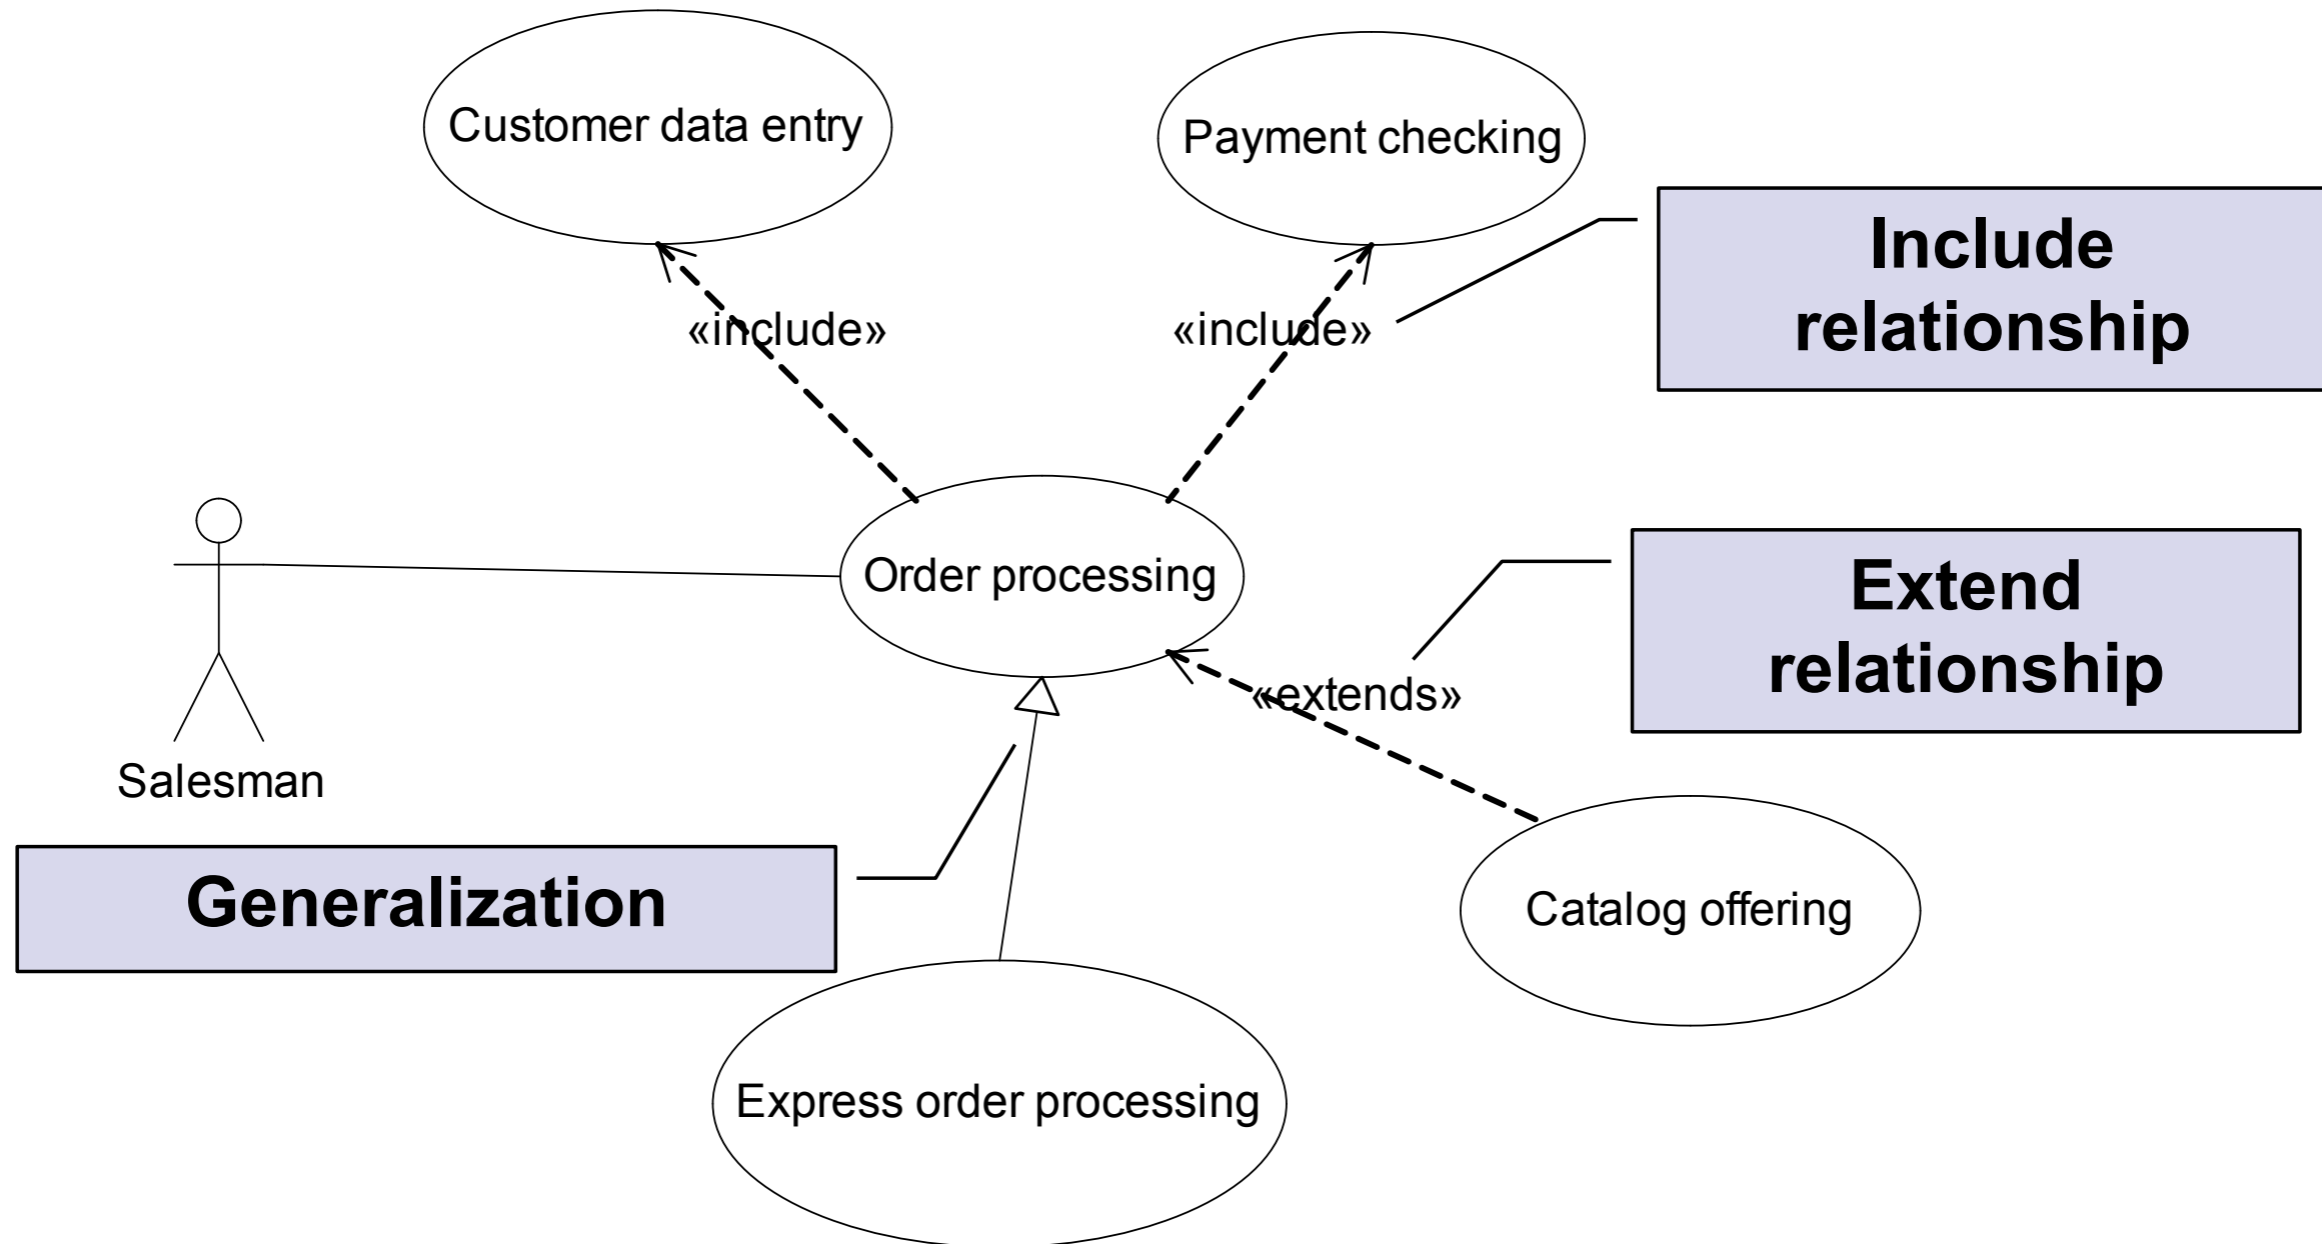 Customer data entry
Payment checking
Include
relationship
«include»
«include»
Order processing
Extend
relationship
«extends»
Salesman
Generalization
Catalog offering
Express order processing